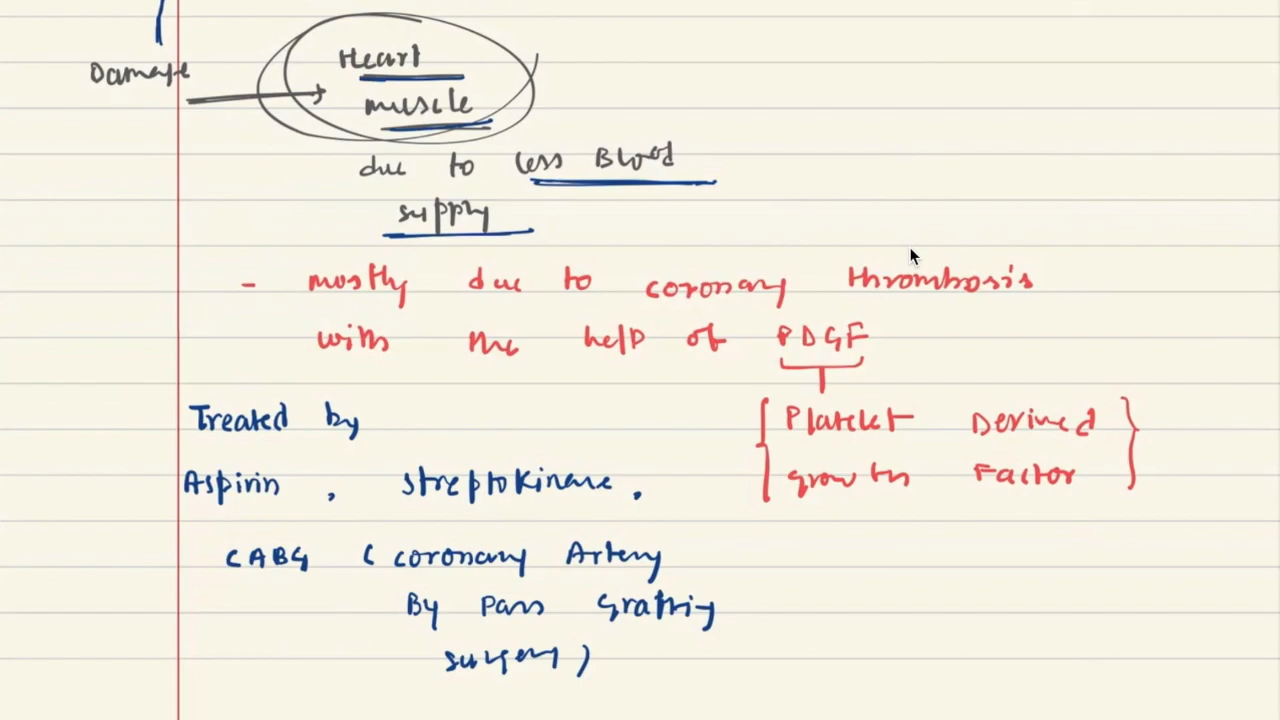 Damage
Heart
muscle
due to less Blood
supply
- mostly due to coronary thrombosis
with the help of PDGF
{ Platelet Derived
growth Factor }
Treated by
Aspirin, streptokinase,
CABG (coronary Artery
By Pass Grafting
surgery)